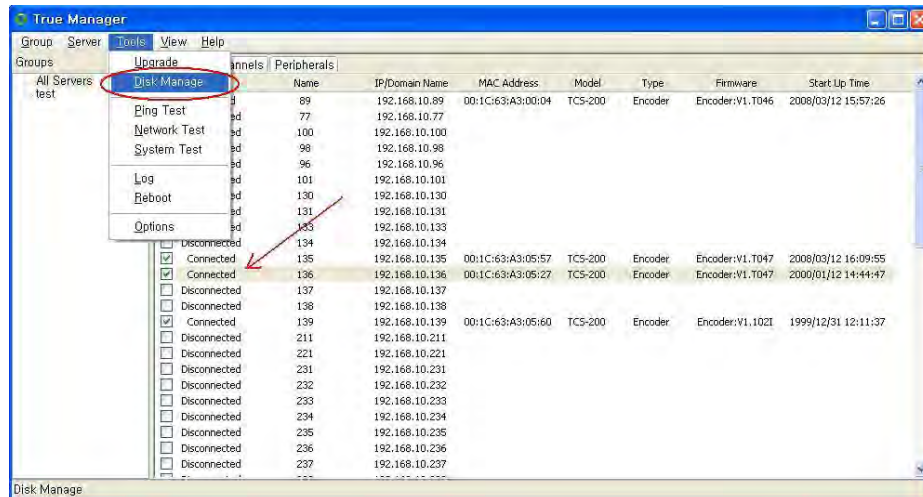 True Manager
Group Server Tools View Help
Groups
All Servers
test
Upgrade
Disk Manage
Ping Test
Network Test
System Test
Log
Reboot
Options
Peripherals
Name IP/Domain Name MAC Address Model Type Firmware Start Up Time
89 192.168.10.89 00:1C:63:A3:00:04 TCS-200 Encoder Encoder:V1.T046 2008/03/12 15:57:26
77 192.168.10.77
100 192.168.10.100
98 192.168.10.98
96 192.168.10.96
101 192.168.10.101
130 192.168.10.130
131 192.168.10.131
133 192.168.10.133
Disconnected 134 192.168.10.134
Connected 135 192.168.10.135 00:1C:63:A3:05:57 TCS-200 Encoder Encoder:V1.T047 2008/03/12 16:09:55
Connected 136 192.168.10.136 00:1C:63:A3:05:27 TCS-200 Encoder Encoder:V1.T047 2000/01/12 14:44:47
Disconnected 137 192.168.10.137
Disconnected 138 192.168.10.138
Connected 139 192.168.10.139 00:1C:63:A3:05:60 TCS-200 Encoder Encoder:V1.102I 1999/12/31 12:11:37
Disconnected 211 192.168.10.211
Disconnected 221 192.168.10.221
Disconnected 231 192.168.10.231
Disconnected 232 192.168.10.232
Disconnected 233 192.168.10.233
Disconnected 234 192.168.10.234
Disconnected 235 192.168.10.235
Disconnected 236 192.168.10.236
Disconnected 237 192.168.10.237
Disk Manage